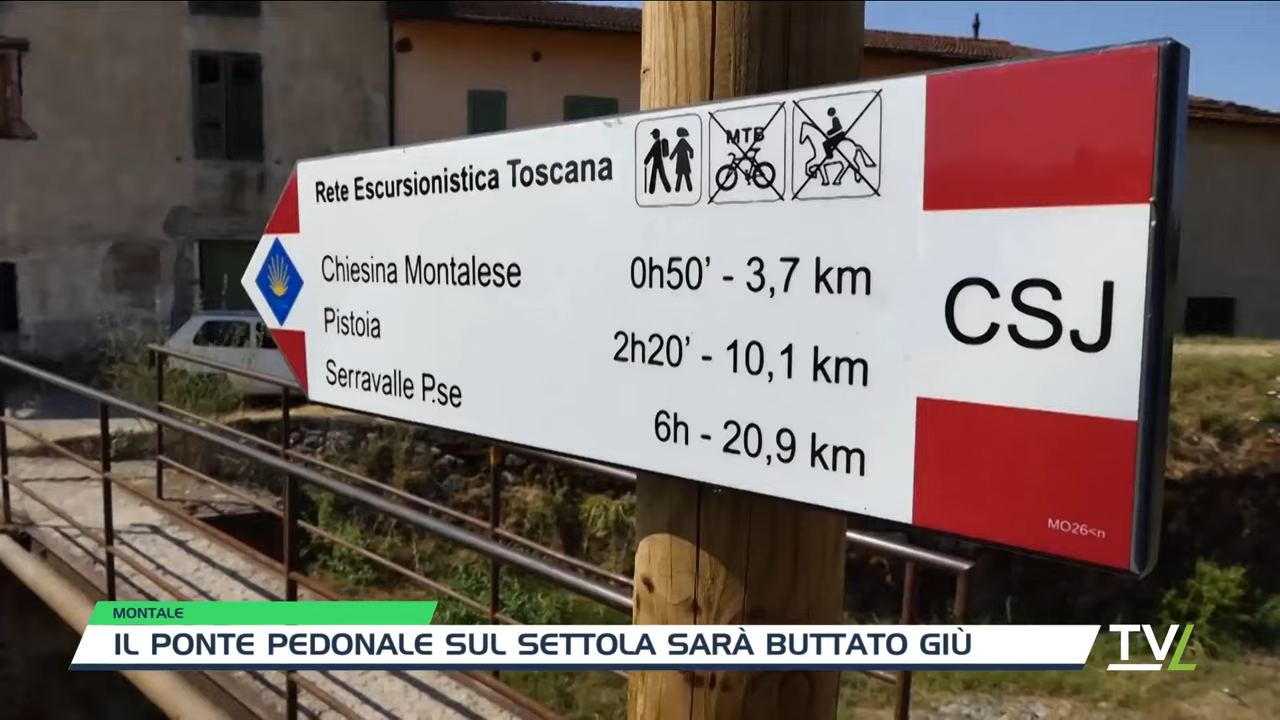 MTB
Rete Escursionistica Toscana
Chiesina Montalese 0h50' - 3,7 km
Pistoia 2h20' - 10,1 km
Serravalle P.se 6h - 20,9 km
CSJ
MO26<n
MONTALE
IL PONTE PEDONALE SUL SETTOLA SARÀ BUTTATO GIÙ
TVL